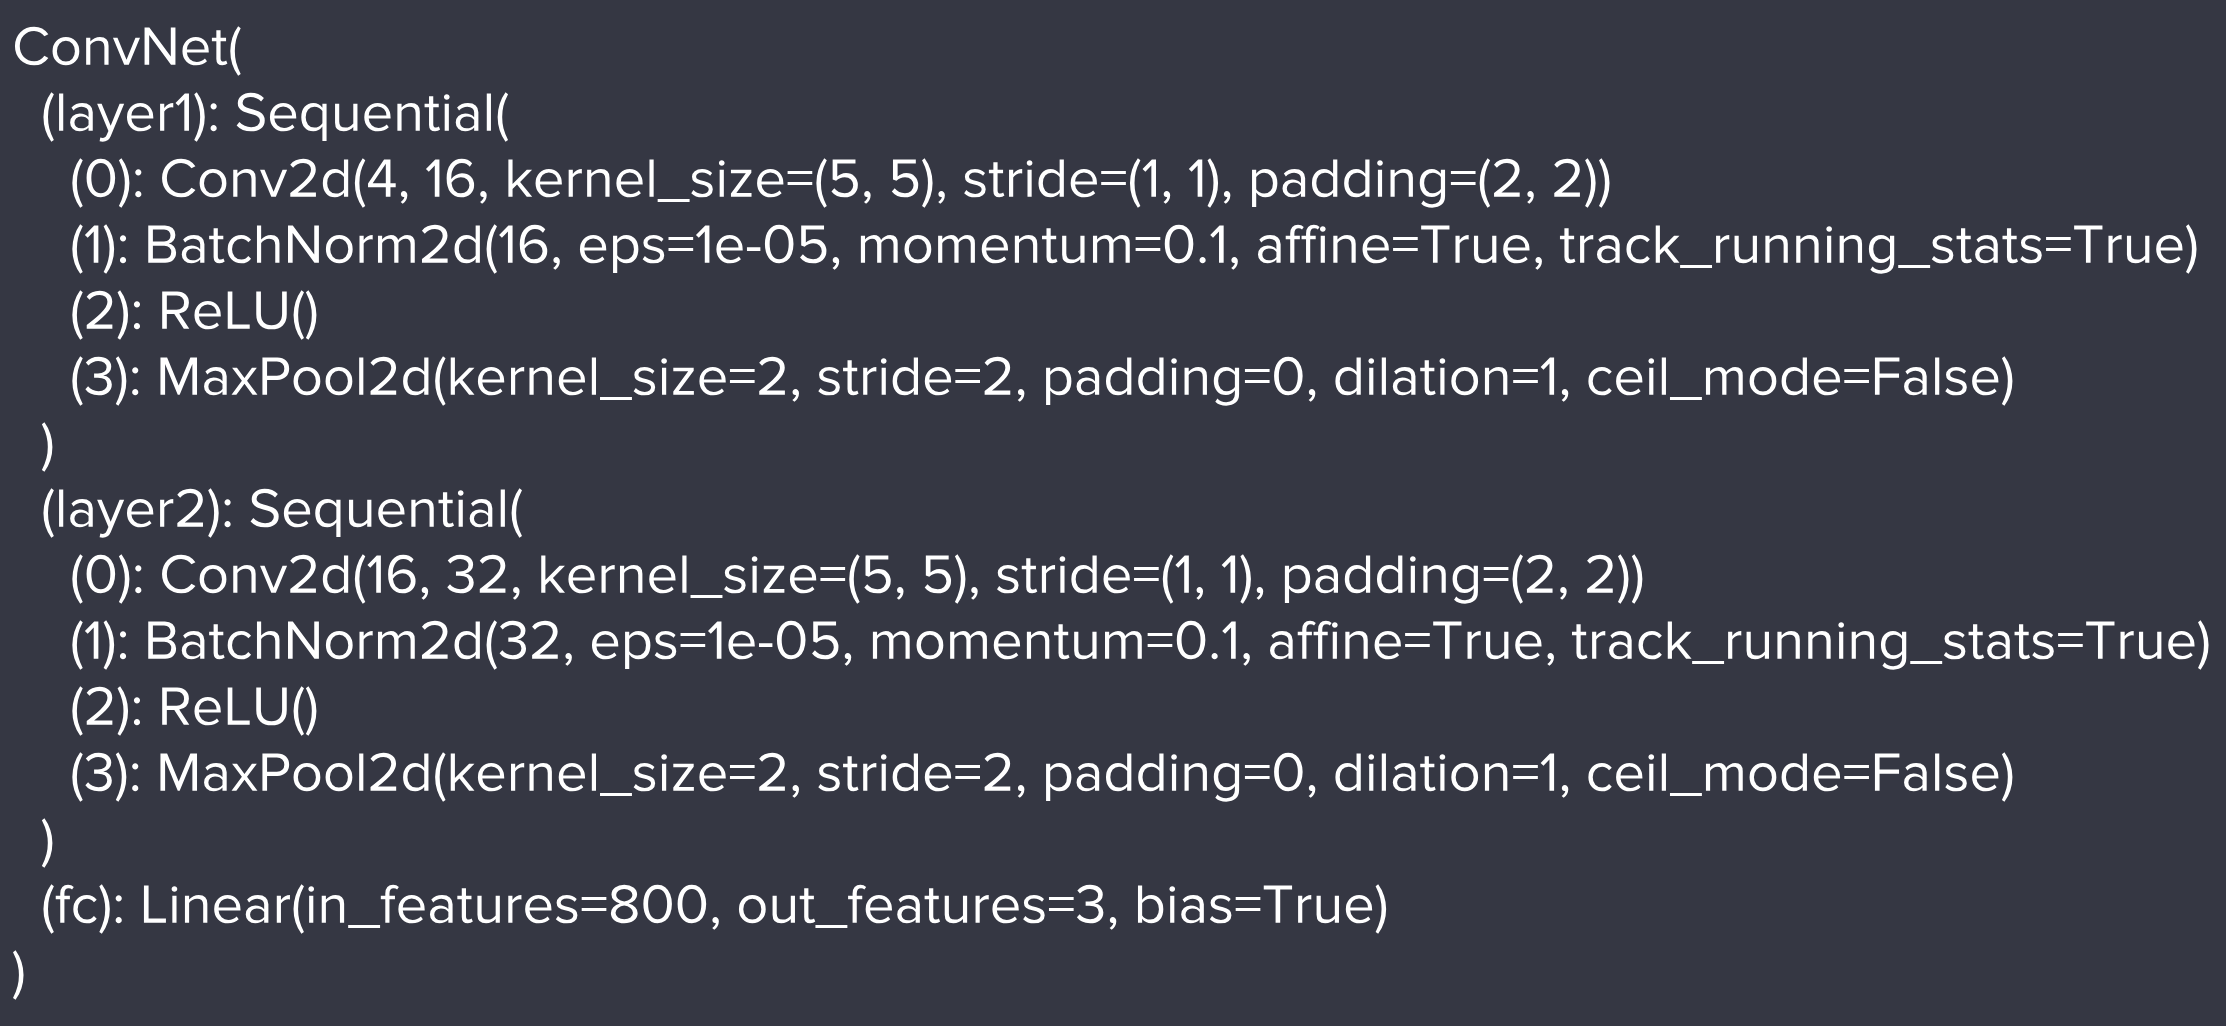 ConvNet(
(layer1): Sequential(
(0): Conv2d(4, 16, kernel_size=(5, 5), stride=(1, 1), padding=(2, 2))
(1): BatchNorm2d(16, eps=1e-05, momentum=0.1, affine=True, track_running_stats=True)
(2): ReLU()
(3): MaxPool2d(kernel_size=2, stride=2, padding=0, dilation=1, ceil_mode=False)
)
(layer2): Sequential(
(0): Conv2d(16, 32, kernel_size=(5, 5), stride=(1, 1), padding=(2, 2))
(1): BatchNorm2d(32, eps=1e-05, momentum=0.1, affine=True, track_running_stats=True)
(2): ReLU()
(3): MaxPool2d(kernel_size=2, stride=2, padding=0, dilation=1, ceil_mode=False)
)
(fc): Linear(in_features=800, out_features=3, bias=True)
)